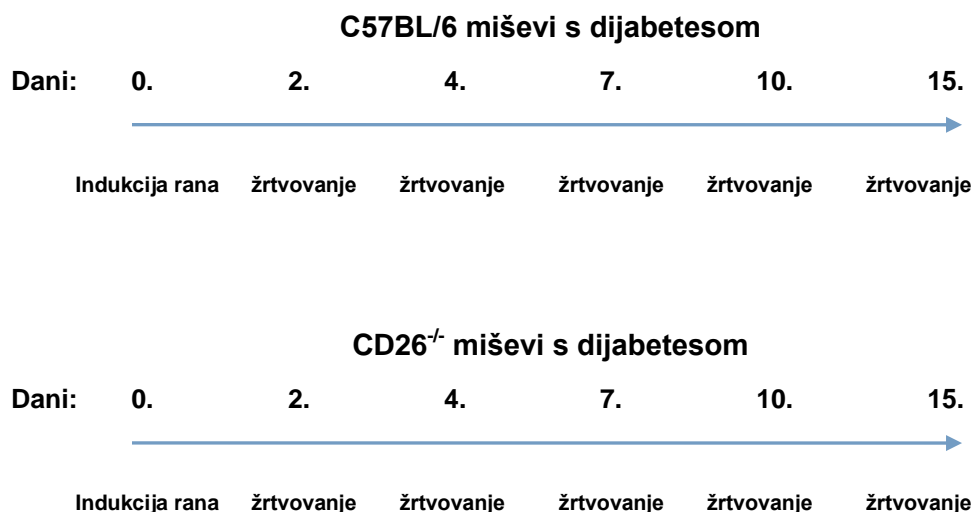 C57BL/6 miševi s dijabetesom
Dani: 0. 2. 4. 7. 10. 15.
Indukcija rana žrtvovanje žrtvovanje žrtvovanje žrtvovanje žrtvovanje
CD26-/- miševi s dijabetesom
Dani: 0. 2. 4. 7. 10. 15.
Indukcija rana žrtvovanje žrtvovanje žrtvovanje žrtvovanje žrtvovanje